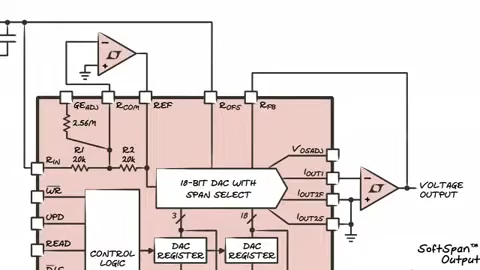 GEADJ
RCOM
REF
ROFS
RFB
2.56M
R1
20k
R2
20k
VOSADJ
RIN
IOUT1
18-BIT DAC WITH
SPAN SELECT
IOUT2F
VOLTAGE
OUTPUT
WR
UPD
3
18
IOUT2S
READ
CONTROL
LOGIC
DAC
REGISTER
DAC
REGISTER
SoftSpan™
Output